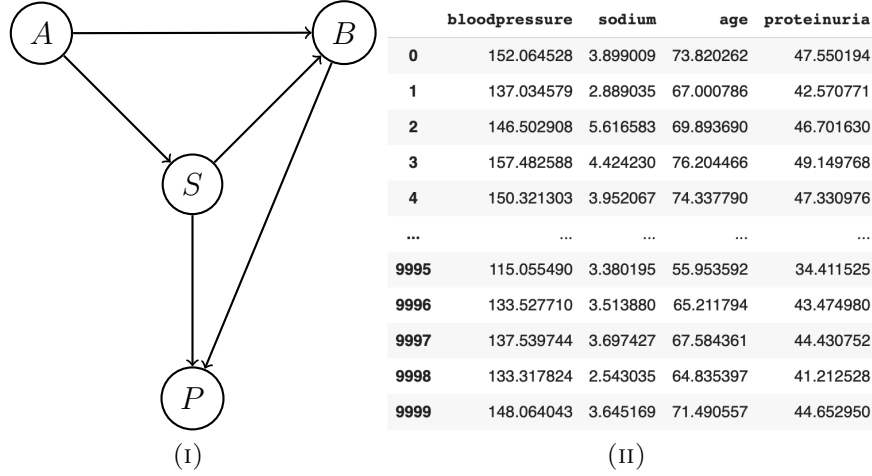 A
B
S
P
(I)
bloodpressure sodium age proteinuria
0 152.064528 3.899009 73.820262 47.550194
1 137.034579 2.889035 67.000786 42.570771
2 146.502908 5.616583 69.893690 46.701630
3 157.482588 4.424230 76.204466 49.149768
4 150.321303 3.952067 74.337790 47.330976
... ... ... ... ...
9995 115.055490 3.380195 55.953592 34.411525
9996 133.527710 3.513880 65.211794 43.474980
9997 137.539744 3.697427 67.584361 44.430752
9998 133.317824 2.543035 64.835397 41.212528
9999 148.064043 3.645169 71.490557 44.652950
(II)